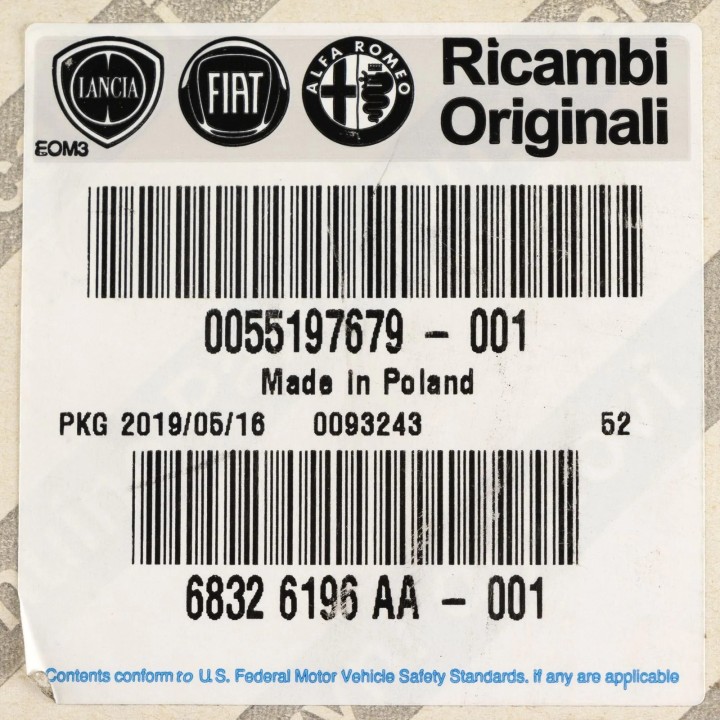 LANCIA
FIAT
ALFA ROMEO
Ricambi
Originali
EOM3
0055197679 - 001
Made in Poland
PKG 2019/05/16 0093243 52
6832 6196 AA - 001
Contents conform to U.S. Federal Motor Vehicle Safety Standards. if any are applicable